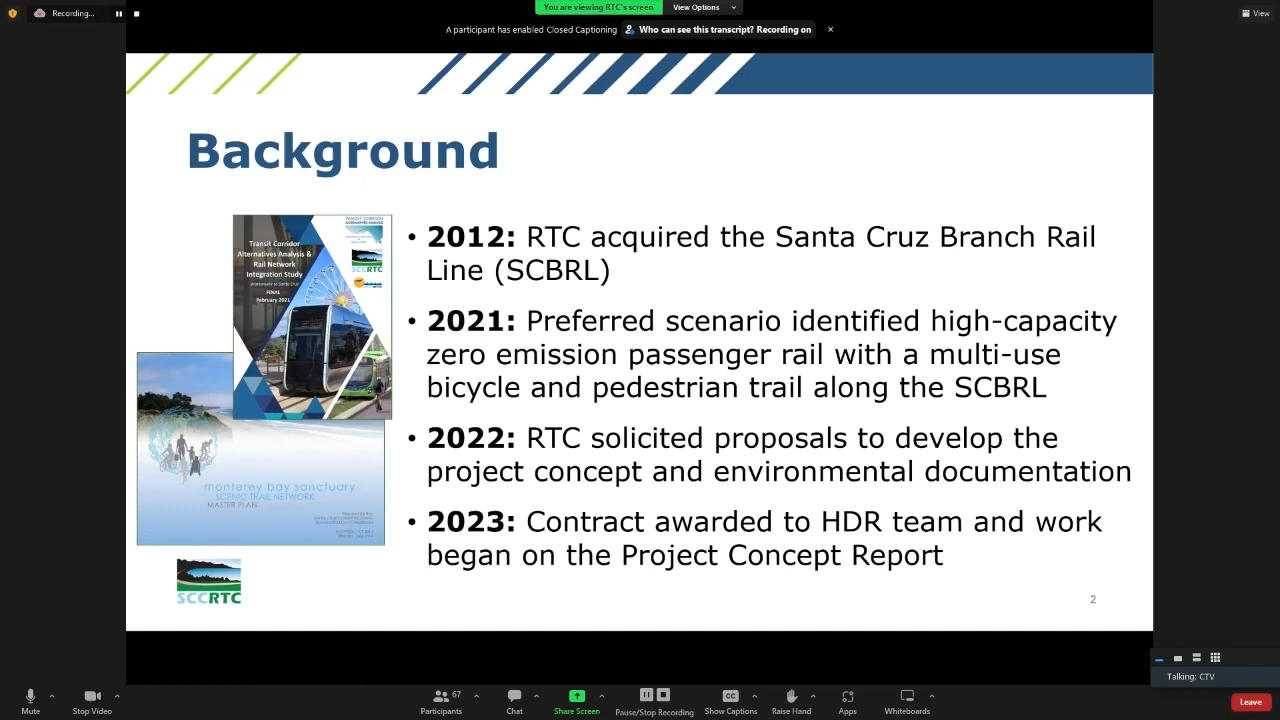 Recording...
You are viewing RTC's screen
View Options
View
A participant has enabled Closed Captioning
Who can see this transcript? Recording on
Background
Transit Corridor
Alternatives Analysis &
Rail Network
Integration Study
FINAL
February 2021
TRANSIT CORRIDOR
ALTERNATIVES ANALYSIS
SCCRTC
monterey bay sanctuary
SCENIC TRAIL NETWORK
MASTER PLAN
SCCRTC
• 2012: RTC acquired the Santa Cruz Branch Rail
Line (SCBRL)
• 2021: Preferred scenario identified high-capacity
zero emission passenger rail with a multi-use
bicycle and pedestrian trail along the SCBRL
• 2022: RTC solicited proposals to develop the
project concept and environmental documentation
• 2023: Contract awarded to HDR team and work
began on the Project Concept Report
2
Talking: CTV
Mute
Stop Video
67
Participants
Chat
Share Screen
Pause/Stop Recording
CC
Show Captions
Raise Hand
Apps
Whiteboards
Leave